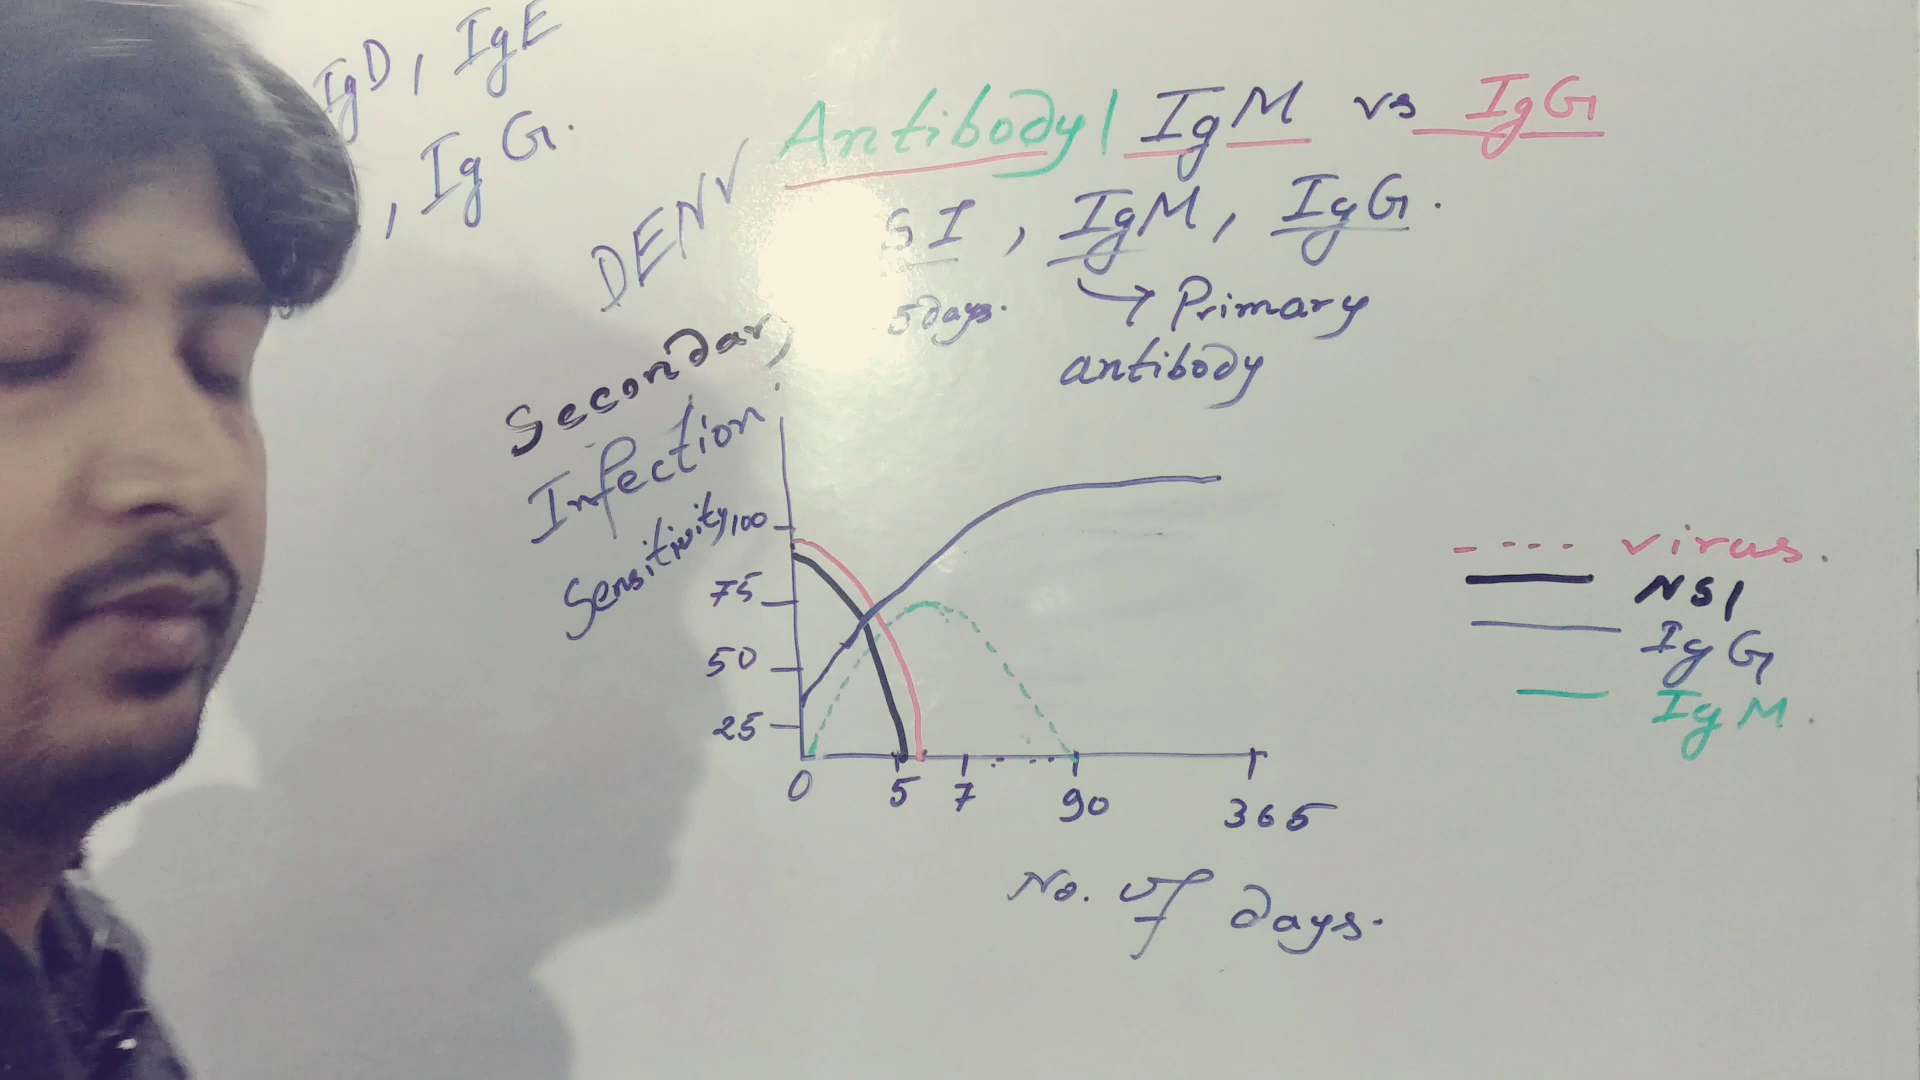 IgD, IgE
, IgG.
Antibody | IgM vs IgG
DENV
SI, IgM, IgG.
5days.
→ Primary
antibody
Secondary
Infection.
Sensitivity
100
75
50
25
0 5 7 90 365
No. of days.
virus.
NS1
IgG
IgM.